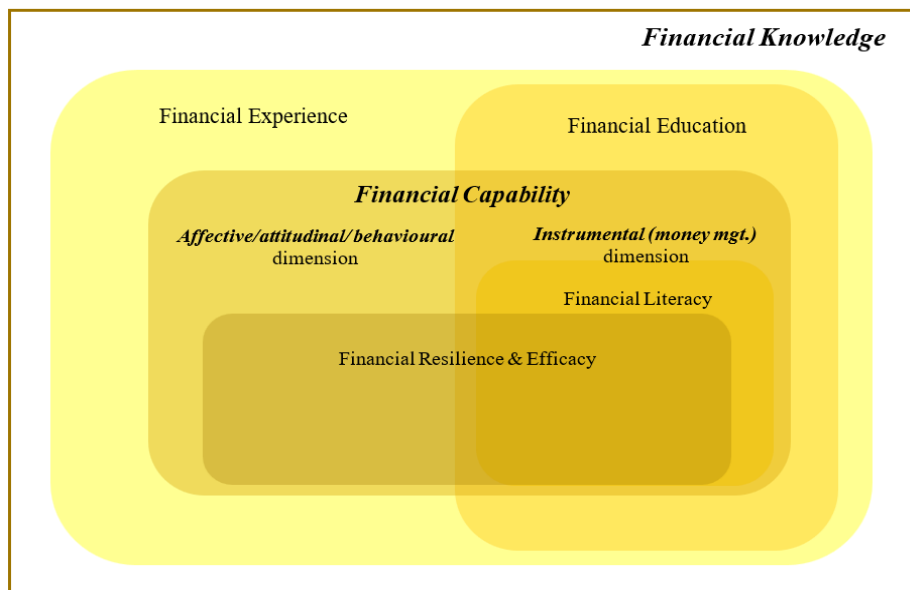 Financial Knowledge
Financial Experience
Financial Education
Financial Capability
Affective/attitudinal/behavioural
dimension
Instrumental (money mgt.)
dimension
Financial Literacy
Financial Resilience & Efficacy